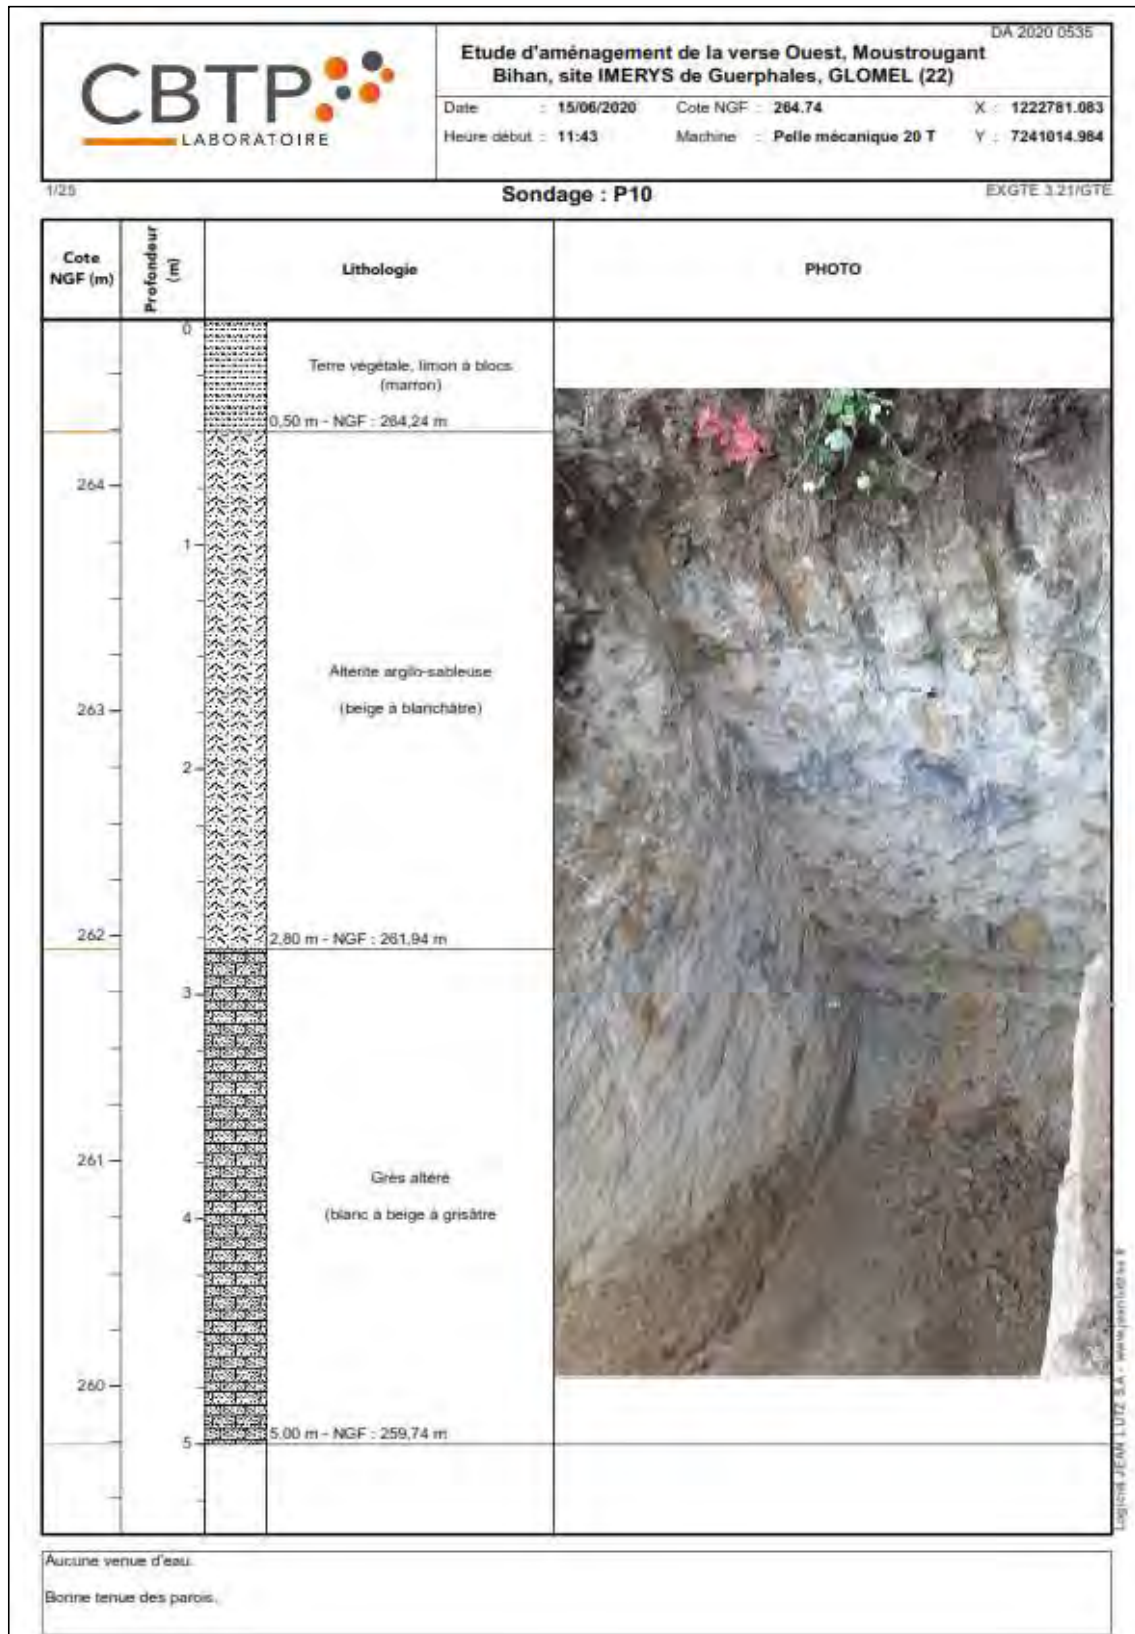 DA 2020 0535
CBTP
LABORATOIRE
Etude d'aménagement de la verse Ouest, Moustrougant
Bihan, site IMERYS de Guerphales, GLOMEL (22)
Date : 15/06/2020 Cote NGF : 264.74 X : 1222781.083
Heure début : 11:43 Machine : Pelle mécanique 20 T Y : 7241014.984
1/25
Sondage : P10
EXGTE 3.21/GTE
Cote
NGF (m)
Profondeur
(m)
Lithologie
PHOTO
0
Terre végétale, limon à blocs
(marron)
0,50 m - NGF : 264,24 m
264
1
Altérite argilo-sableuse
263
(beige à blanchâtre)
2
262
2,80 m - NGF : 261,94 m
3
261
Grès altéré
4
(blanc à beige à grisâtre
260
5,00 m - NGF : 259,74 m
5
Logiciel JEAN LUTZ S.A - www.jeanlutzsa.fr
Aucune venue d'eau.
Bonne tenue des parois.